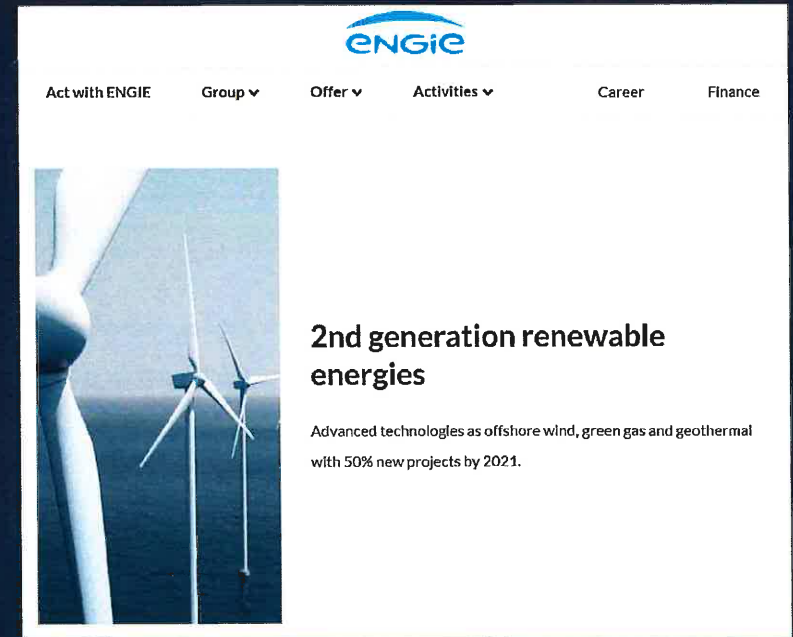 ENGIE
Act with ENGIE Group Offer Activities Career Finance
2nd generation renewable
energies
Advanced technologies as offshore wind, green gas and geothermal
with 50% new projects by 2021.